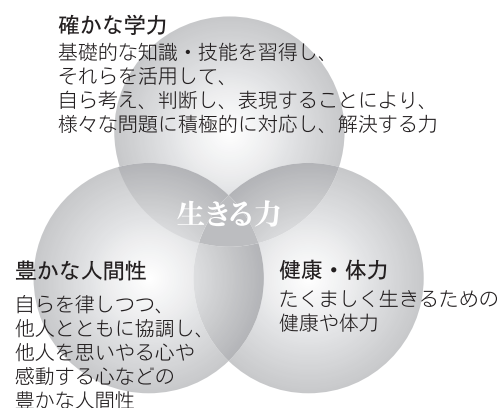 確かな学力
基礎的な知識・技能を習得し、
それらを活用して、
自ら考え、判断し、表現することにより、
様々な問題に積極的に対応し、解決する力
生きる力
豊かな人間性
自らを律しつつ、
他人とともに協調し、
他人を思いやる心や
感動する心などの
豊かな人間性
健康・体力
たくましく生きるための
健康や体力